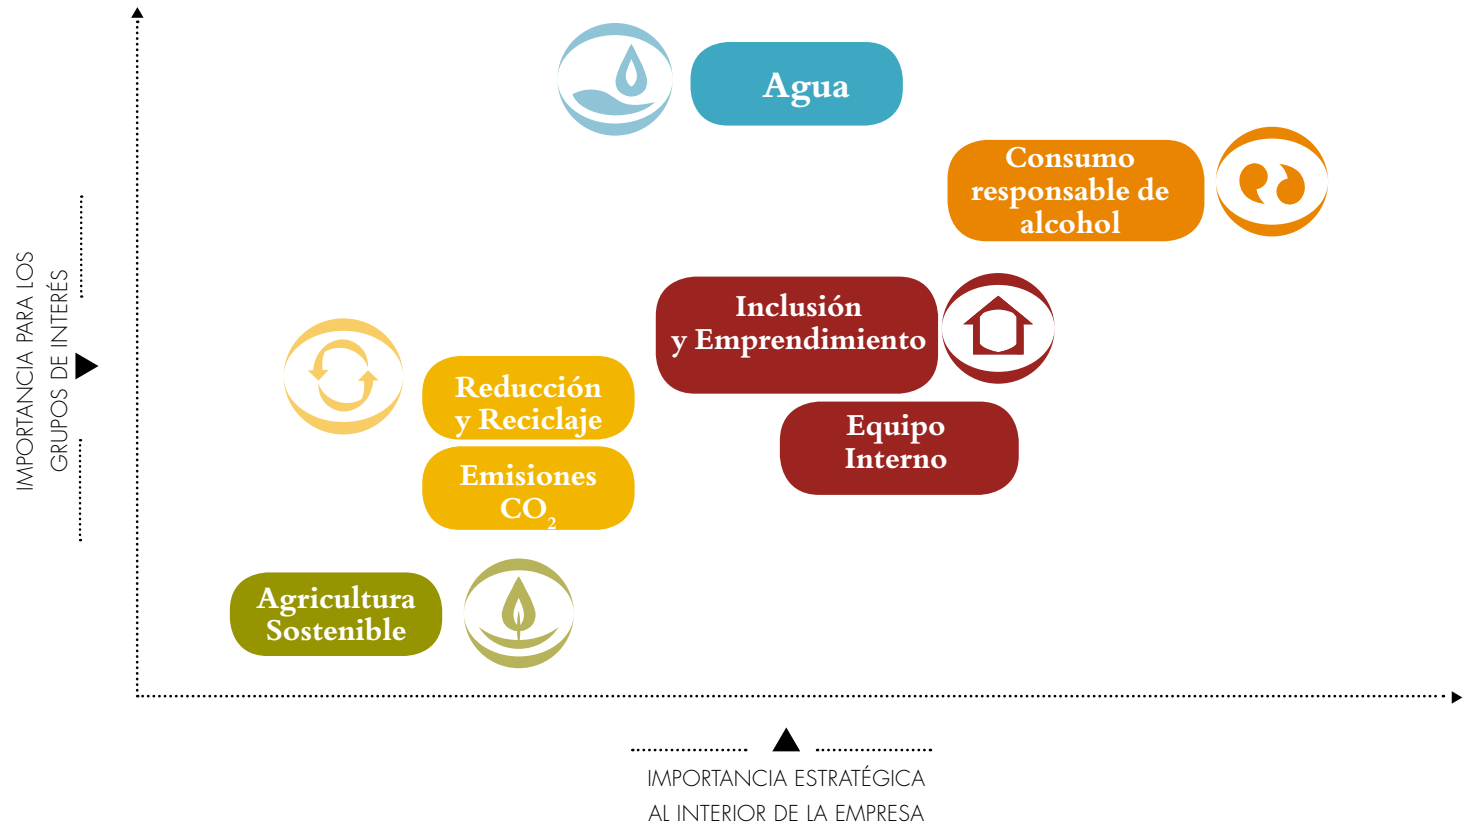 Agua
Consumo
responsable de
alcohol
IMPORTANCIA PARA LOS
GRUPOS DE INTERÉS
Inclusión
y Emprendimiento
Reducción
y Reciclaje
Equipo
Interno
Emisiones
CO₂
Agricultura
Sostenible
IMPORTANCIA ESTRATÉGICA
AL INTERIOR DE LA EMPRESA